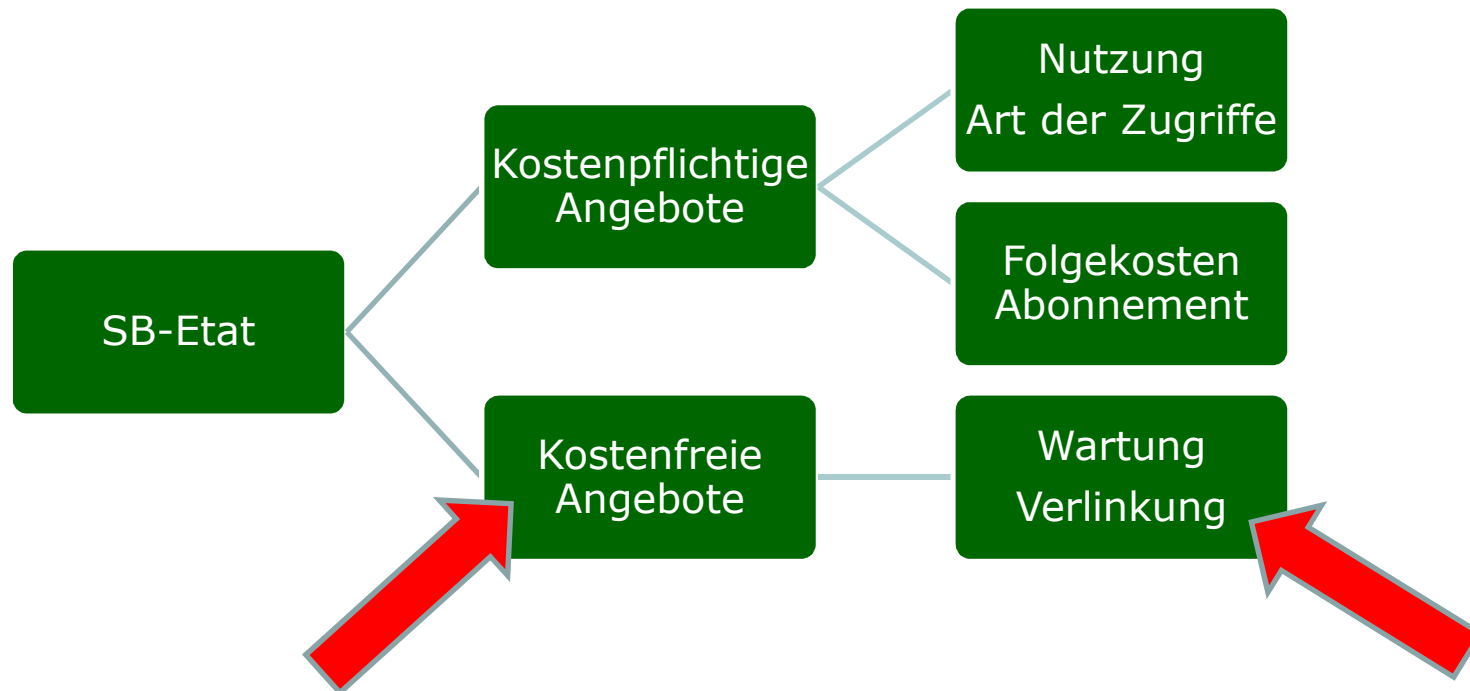 SB-Etat
Kostenpflichtige
Angebote
Nutzung
Art der Zugriffe
Folgekosten
Abonnement
Kostenfreie
Angebote
Wartung
Verlinkung